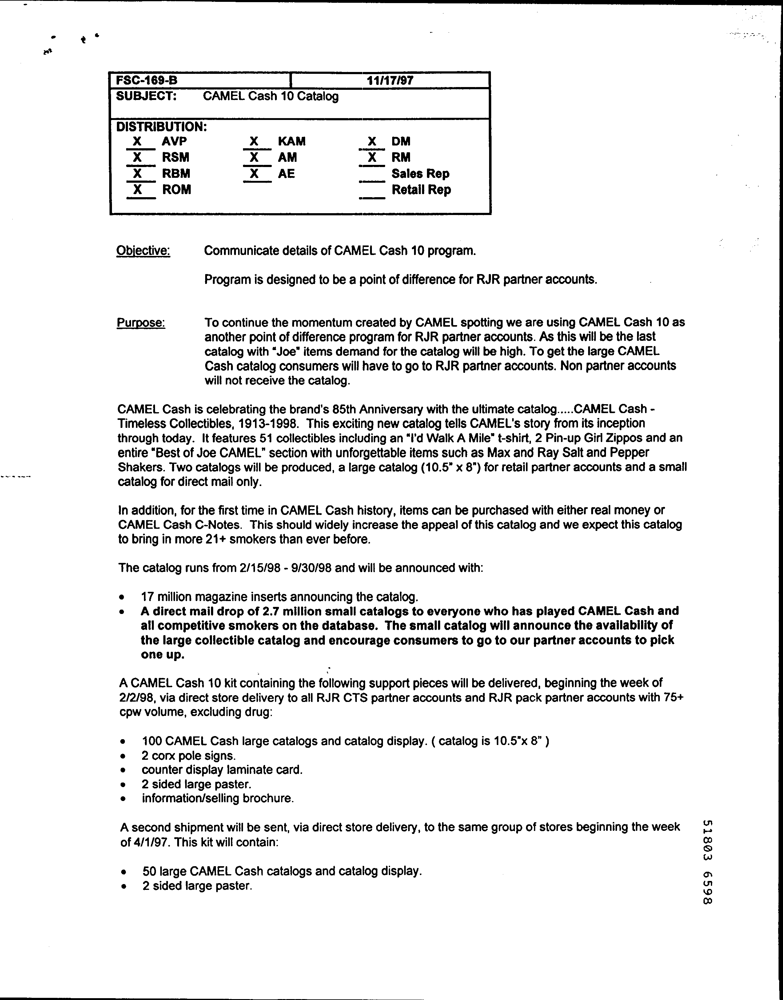 FSC-169-B 11/17/97
SUBJECT: CAMEL Cash 10 Catalog
DISTRIBUTION:
X AVP X KAM X DM
X RSM X AM X RM
X RBM X AE Sales Rep
X ROM Retail Rep
Objective: Communicate details of CAMEL Cash 10 program.
Program is designed to be a point of difference for RJR partner accounts.
Purpose: To continue the momentum created by CAMEL spotting we are using CAMEL Cash 10 as
another point of difference program for RJR partner accounts. As this will be the last
catalog with "Joe" items demand for the catalog will be high. To get the large CAMEL
Cash catalog consumers will have to go to RJR partner accounts. Non partner accounts
will not receive the catalog.
CAMEL Cash is celebrating the brand's 85th Anniversary with the ultimate catalog.....CAMEL Cash -
Timeless Collectibles, 1913-1998. This exciting new catalog tells CAMEL's story from its inception
through today. It features 51 collectibles including an "I'd Walk A Mile" t-shirt, 2 Pin-up Girl Zippos and an
entire "Best of Joe CAMEL" section with unforgettable items such as Max and Ray Salt and Pepper
Shakers. Two catalogs will be produced, a large catalog (10.5" x 8") for retail partner accounts and a small
catalog for direct mail only.
In addition, for the first time in CAMEL Cash history, items can be purchased with either real money or
CAMEL Cash C-Notes. This should widely increase the appeal of this catalog and we expect this catalog
to bring in more 21+ smokers than ever before.
The catalog runs from 2/15/98 - 9/30/98 and will be announced with:
• 17 million magazine inserts announcing the catalog.
• A direct mail drop of 2.7 million small catalogs to everyone who has played CAMEL Cash and
all competitive smokers on the database. The small catalog will announce the availability of
the large collectible catalog and encourage consumers to go to our partner accounts to pick
one up.
A CAMEL Cash 10 kit containing the following support pieces will be delivered, beginning the week of
2/2/98, via direct store delivery to all RJR CTS partner accounts and RJR pack partner accounts with 75+
cpw volume, excluding drug:
• 100 CAMEL Cash large catalogs and catalog display. ( catalog is 10.5"x 8" )
• 2 corx pole signs.
• counter display laminate card.
• 2 sided large paster.
• information/selling brochure.
A second shipment will be sent, via direct store delivery, to the same group of stores beginning the week
of 4/1/97. This kit will contain:
• 50 large CAMEL Cash catalogs and catalog display.
• 2 sided large paster.
51803 6598